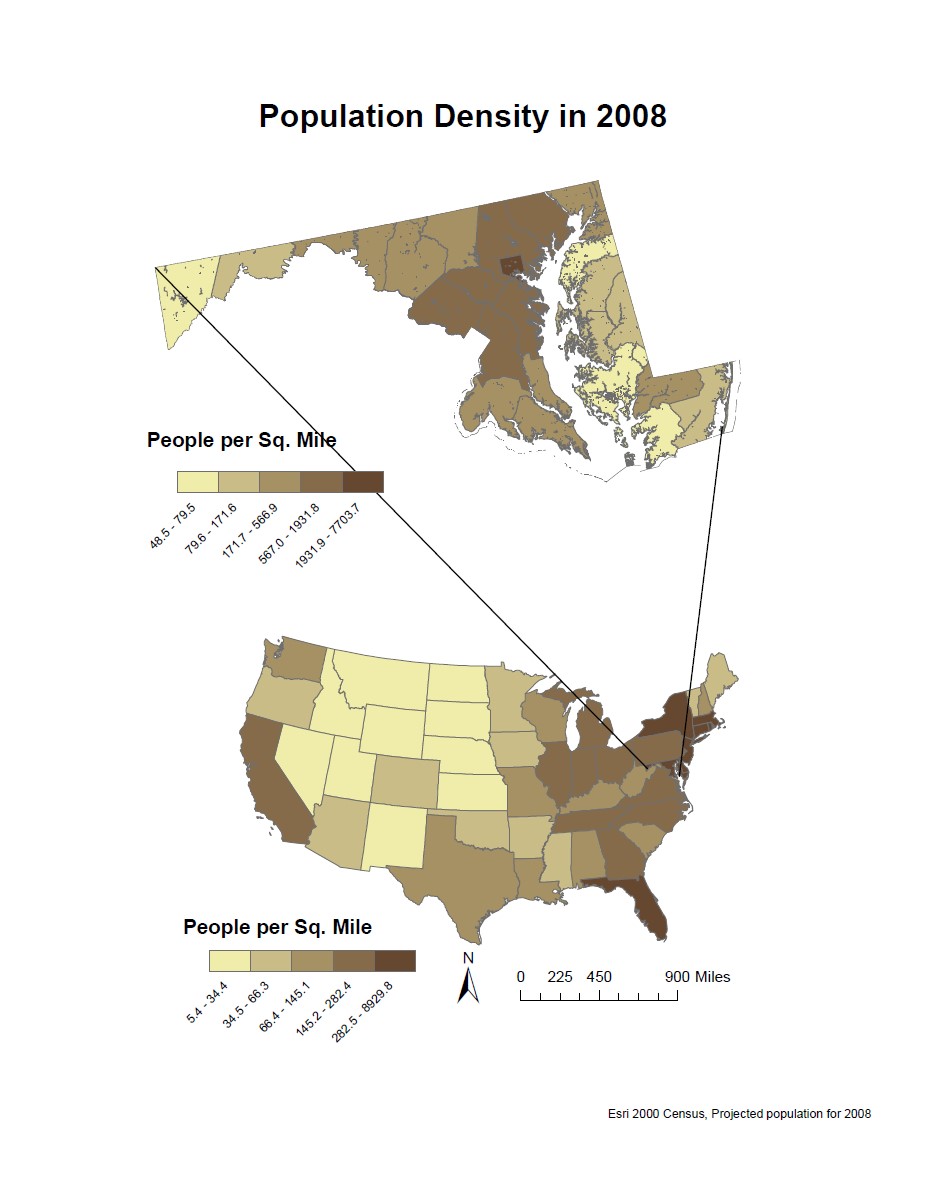 Population Density in 2008
People per Sq. Mile
48.5 - 79.5
79.6 - 171.6
171.7 - 566.9
567.0 - 1931.8
1931.9 - 7703.7
People per Sq. Mile
5.4 - 34.4
34.5 - 66.3
66.4 - 145.1
145.2 - 282.4
282.5 - 8929.8
N
0 225 450 900 Miles
Esri 2000 Census, Projected population for 2008